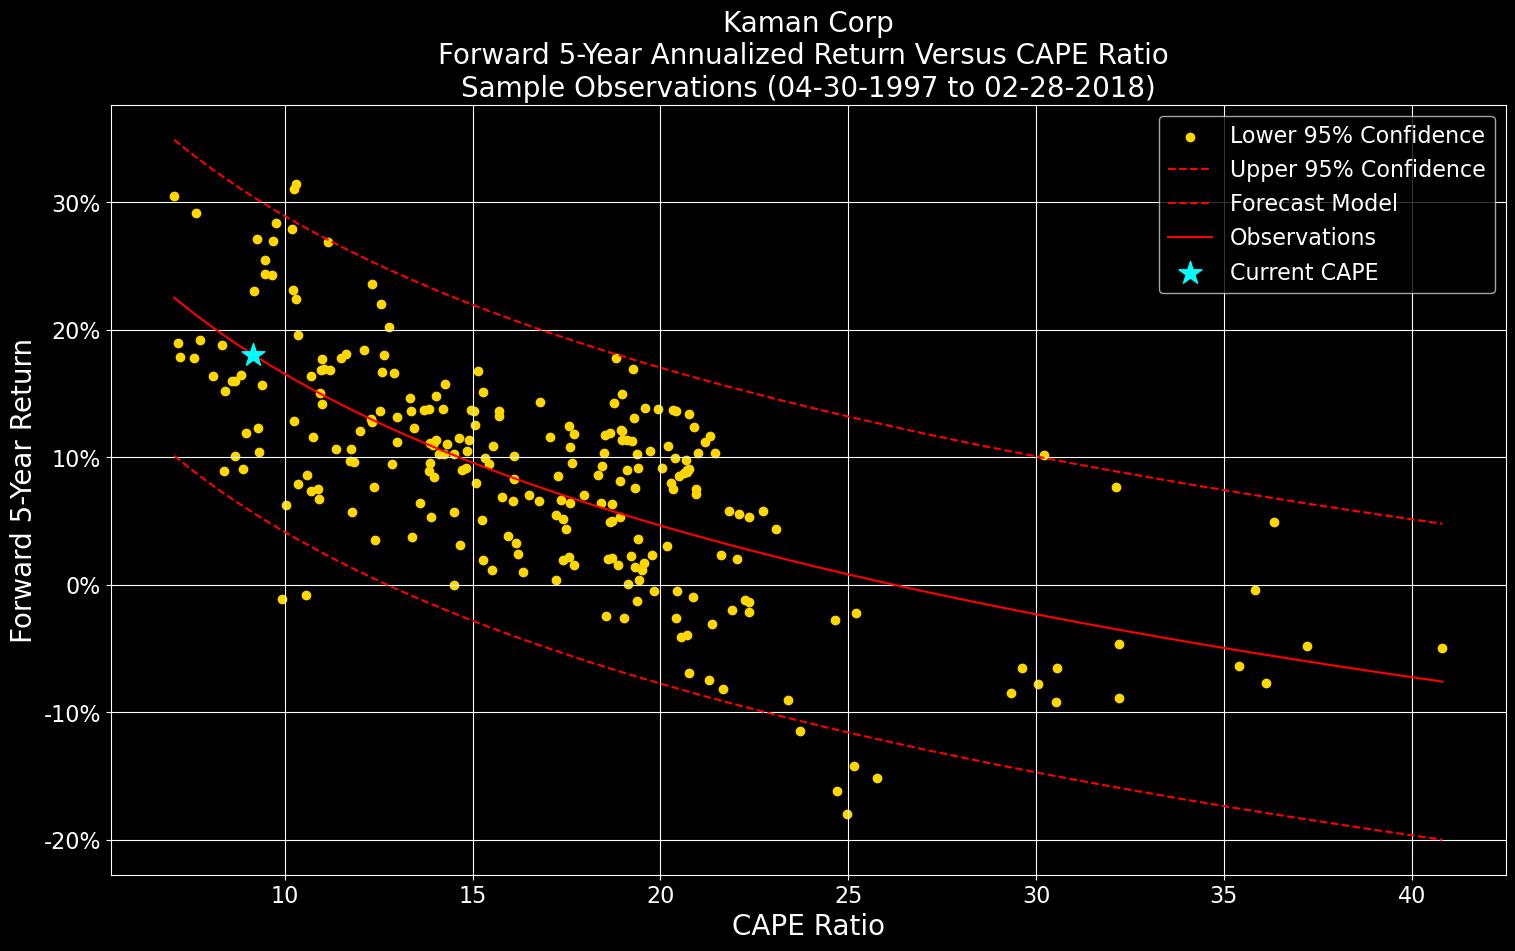 Kaman Corp
Forward 5-Year Annualized Return Versus CAPE Ratio
Sample Observations (04-30-1997 to 02-28-2018)
Lower 95% Confidence
Upper 95% Confidence
Forecast Model
Observations
Current CAPE
Forward 5-Year Return
30%
20%
10%
0%
-10%
-20%
10 15 20 25 30 35 40
CAPE Ratio